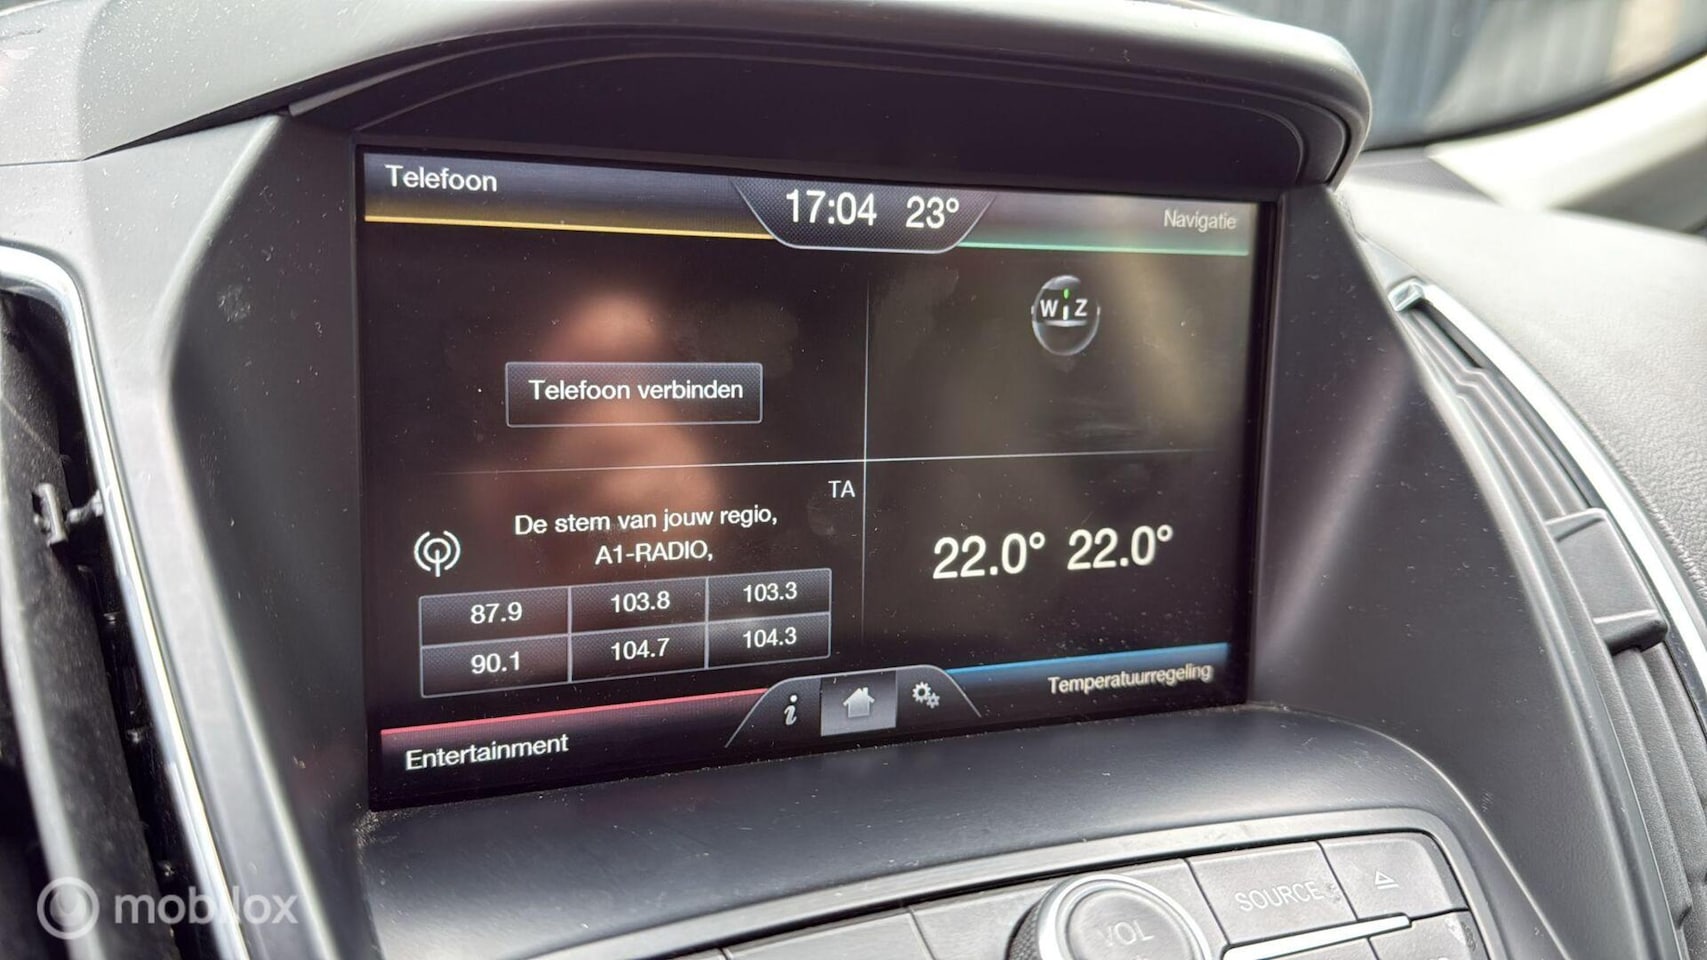 Telefoon
17:04 23°
Navigatie
WiZ
Telefoon verbinden
TA
De stem van jouw regio,
A1-RADIO,
22.0° 22.0°
87.9 103.8 103.3
90.1 104.7 104.3
i
Entertainment
Temperatuurregeling
SOURCE
VOL
mobilox